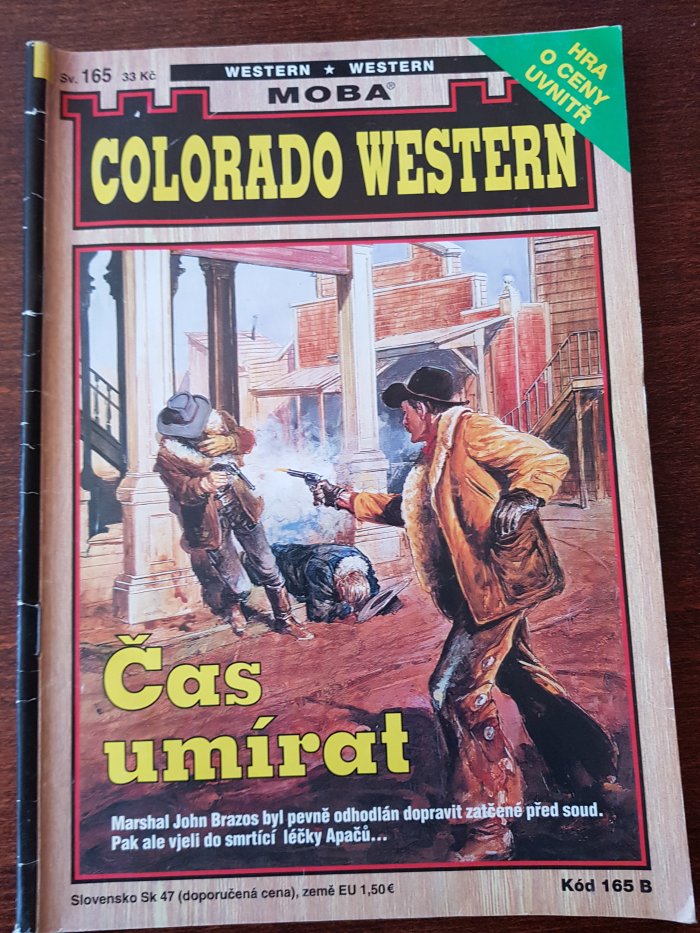 Sv. 165 33 Kč
WESTERN ★ WESTERN
MOBA®
HRA
O CENY
UVNITŘ
COLORADO WESTERN
Čas
umírat
Marshal John Brazos byl pevně odhodlán dopravit zatčené před soud.
Pak ale vjeli do smrtící léčky Apačů...
Slovensko Sk 47 (doporučená cena), země EU 1,50 €
Kód 165 B